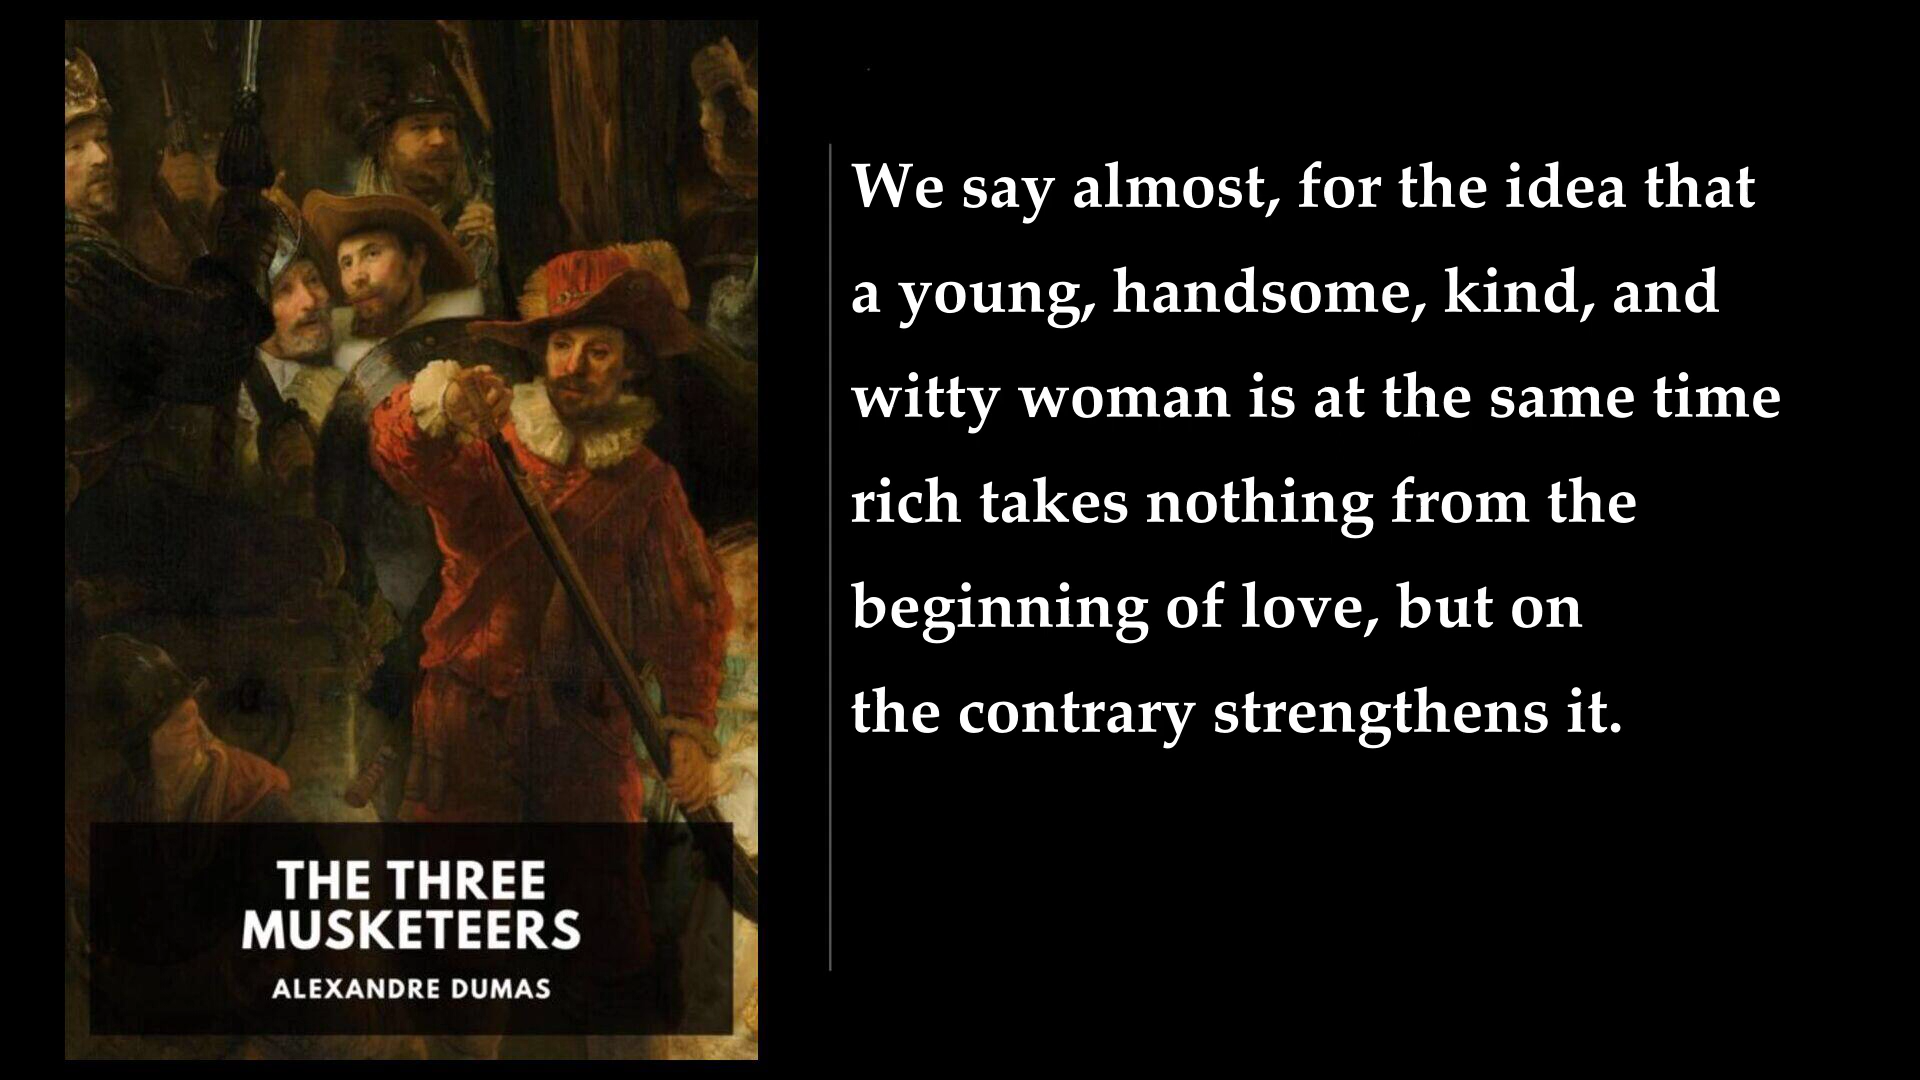 We say almost, for the idea that
a young, handsome, kind, and
witty woman is at the same time
rich takes nothing from the
beginning of love, but on
the contrary strengthens it.
THE THREE
MUSKETEERS
ALEXANDRE DUMAS